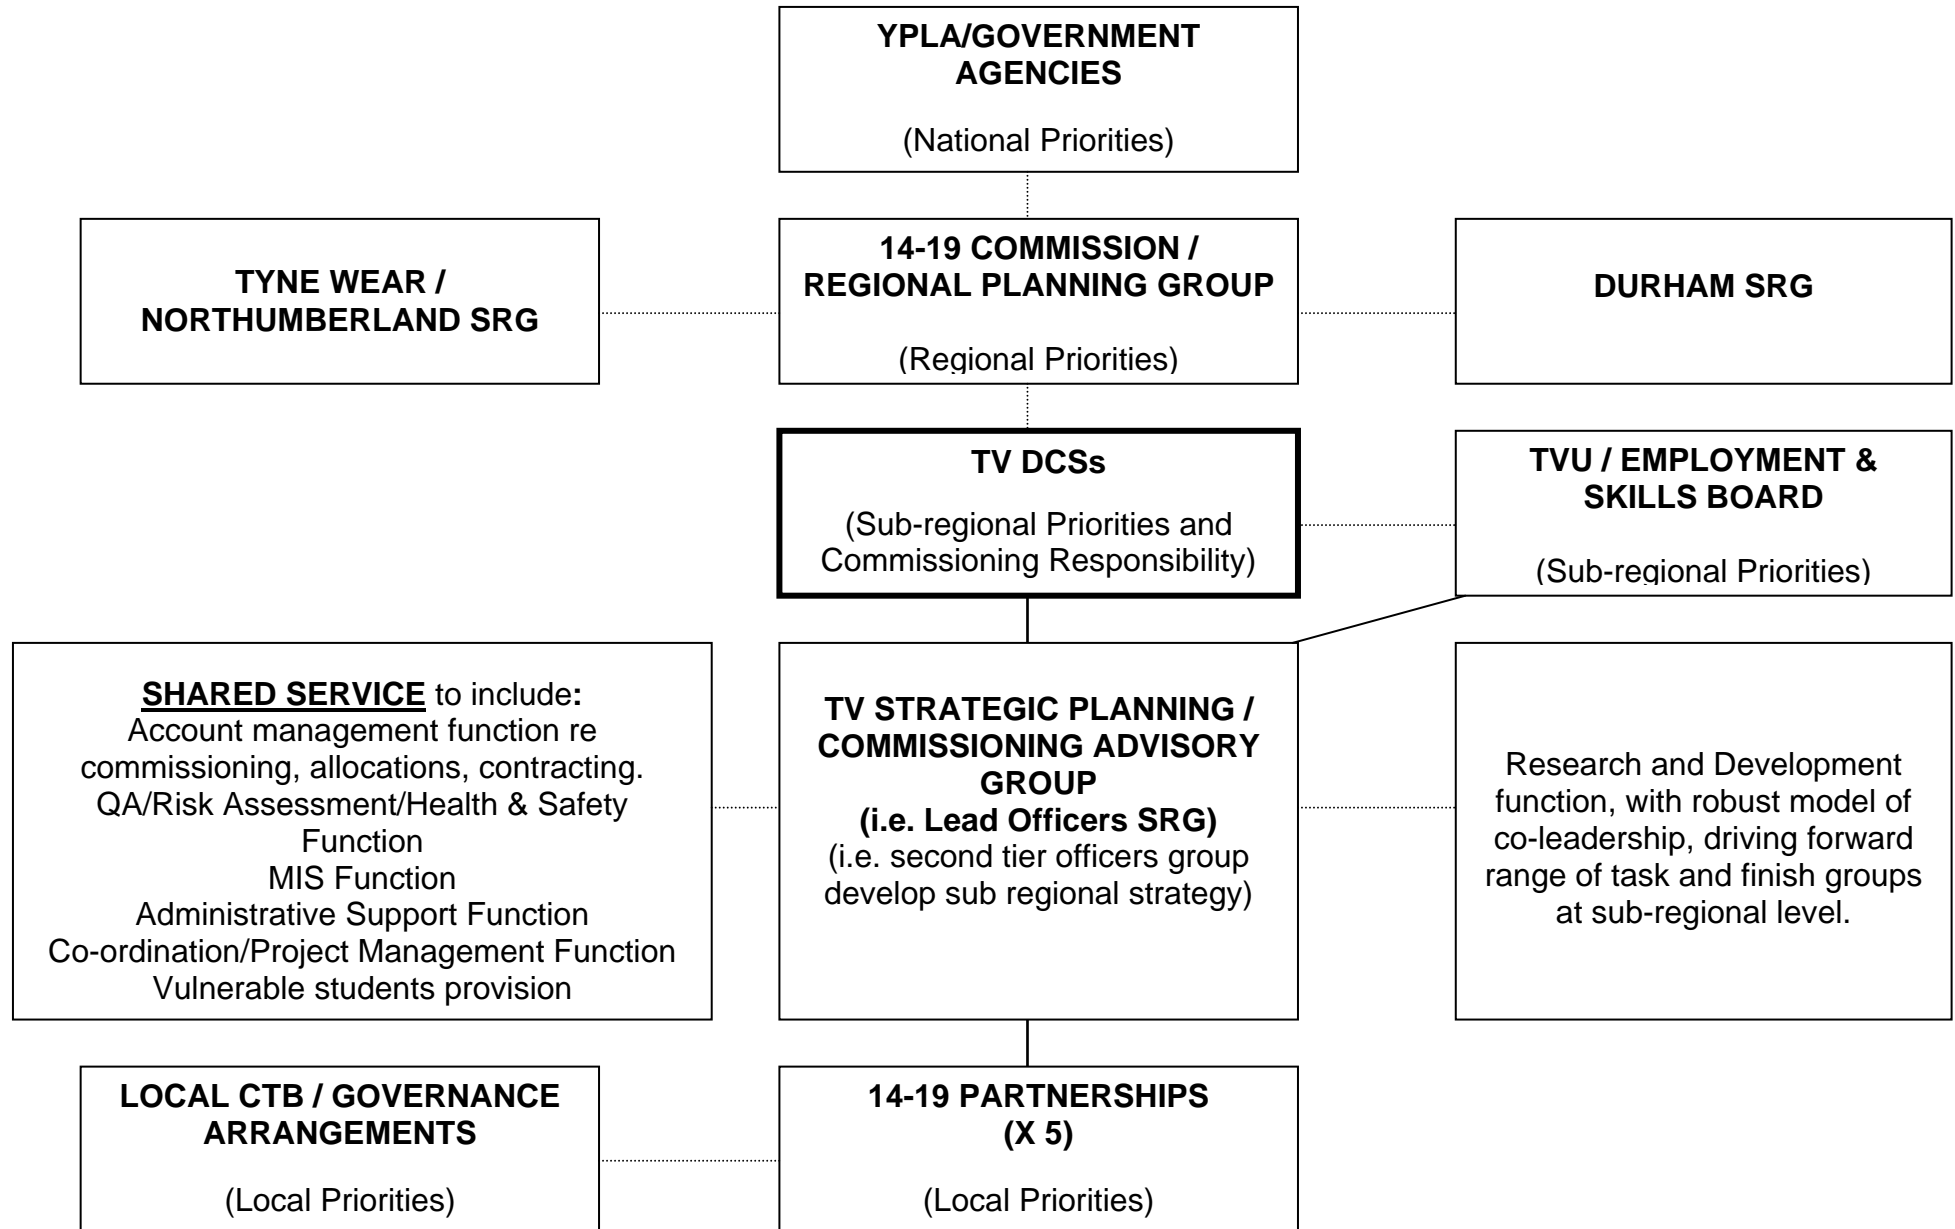 YPLA/GOVERNMENT
AGENCIES
(National Priorities)
TYNE WEAR /
NORTHUMBERLAND SRG
14-19 COMMISSION /
REGIONAL PLANNING GROUP
(Regional Priorities)
DURHAM SRG
TV DCSs
(Sub-regional Priorities and
Commissioning Responsibility)
TVU / EMPLOYMENT &
SKILLS BOARD
(Sub-regional Priorities)
SHARED SERVICE to include:
Account management function re
commissioning, allocations, contracting.
QA/Risk Assessment/Health & Safety
Function
MIS Function
Administrative Support Function
Co-ordination/Project Management Function
Vulnerable students provision
TV STRATEGIC PLANNING /
COMMISSIONING ADVISORY
GROUP
(i.e. Lead Officers SRG)
(i.e. second tier officers group
develop sub regional strategy)
Research and Development
function, with robust model of
co-leadership, driving forward
range of task and finish groups
at sub-regional level.
LOCAL CTB / GOVERNANCE
ARRANGEMENTS
(Local Priorities)
14-19 PARTNERSHIPS
(X 5)
(Local Priorities)